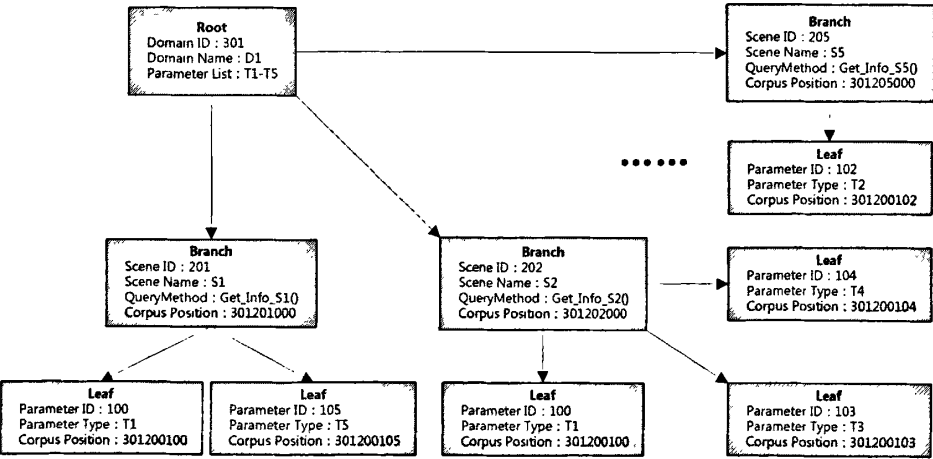 Root
Domain ID : 301
Domain Name : D1
Parameter List : T1-T5
Branch
Scene ID : 205
Scene Name : S5
QueryMethod : Get_Info_S5()
Corpus Position : 301205000
Leaf
Parameter ID : 102
Parameter Type : T2
Corpus Position : 301200102
Branch
Scene ID : 201
Scene Name : S1
QueryMethod : Get_Info_S1()
Corpus Position : 301201000
Branch
Scene ID : 202
Scene Name : S2
QueryMethod : Get_Info_S2()
Corpus Position : 301202000
Leaf
Parameter ID : 104
Parameter Type : T4
Corpus Position : 301200104
Leaf
Parameter ID : 100
Parameter Type : T1
Corpus Position : 301200100
Leaf
Parameter ID : 105
Parameter Type : T5
Corpus Position : 301200105
Leaf
Parameter ID : 100
Parameter Type : T1
Corpus Position : 301200100
Leaf
Parameter ID : 103
Parameter Type : T3
Corpus Position : 301200103